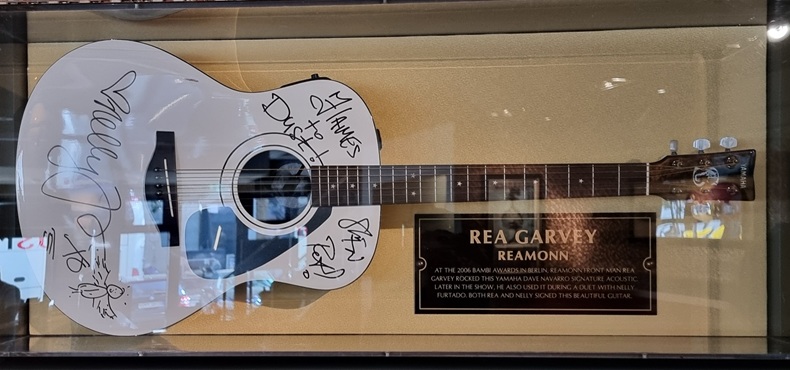 Nelly
FLAMES
to
DUST!
YAMAHA
REA GARVEY
REAMONN
AT THE 2006 BAMBI AWARDS IN BERLIN, REAMONN FRONT MAN REA
GARVEY ROCKED THIS YAMAHA DAVE NAVARRO SIGNATURE ACOUSTIC
LATER IN THE SHOW, HE ALSO USED IT DURING A DUET WITH NELLY
FURTADO. BOTH REA AND NELLY SIGNED THIS BEAUTIFUL GUITAR.